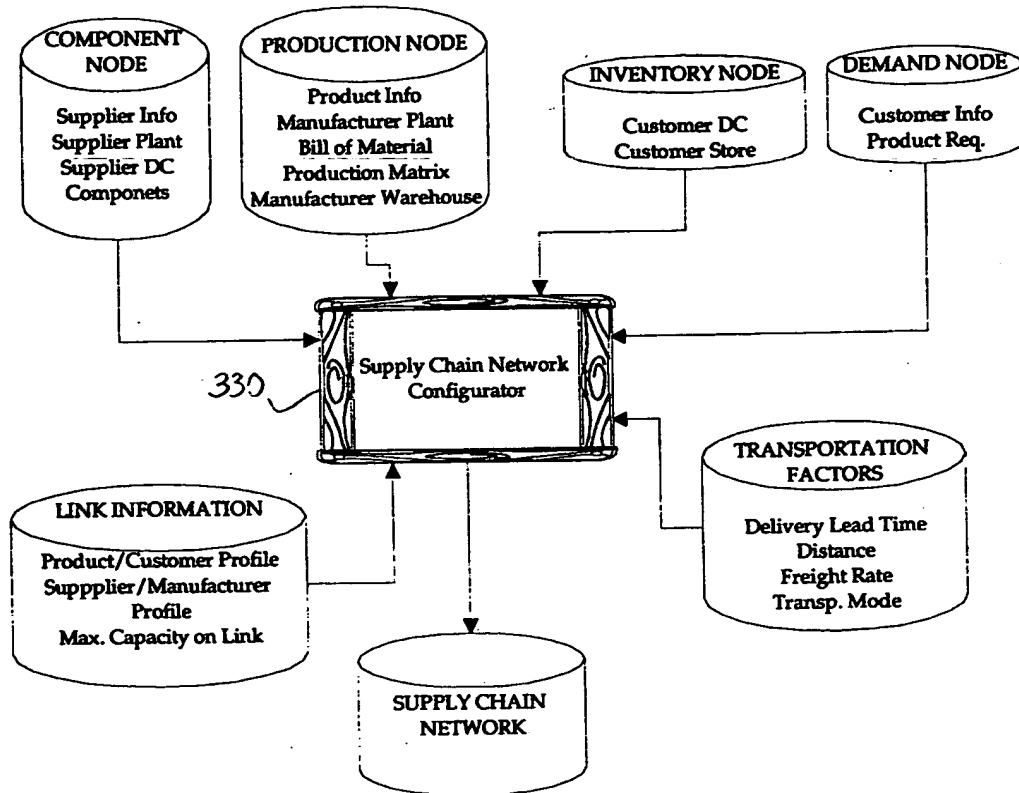 COMPONENT
NODE
Supplier Info
Supplier Plant
Supplier DC
Componets
PRODUCTION NODE
Product Info
Manufacturer Plant
Bill of Material
Production Matrix
Manufacturer Warehouse
INVENTORY NODE
Customer DC
Customer Store
DEMAND NODE
Customer Info
Product Req.
330
Supply Chain Network
Configurator
LINK INFORMATION
Product/Customer Profile
Suppplier/Manufacturer
Profile
Max. Capacity on Link
TRANSPORTATION
FACTORS
Delivery Lead Time
Distance
Freight Rate
Transp. Mode
SUPPLY CHAIN
NETWORK